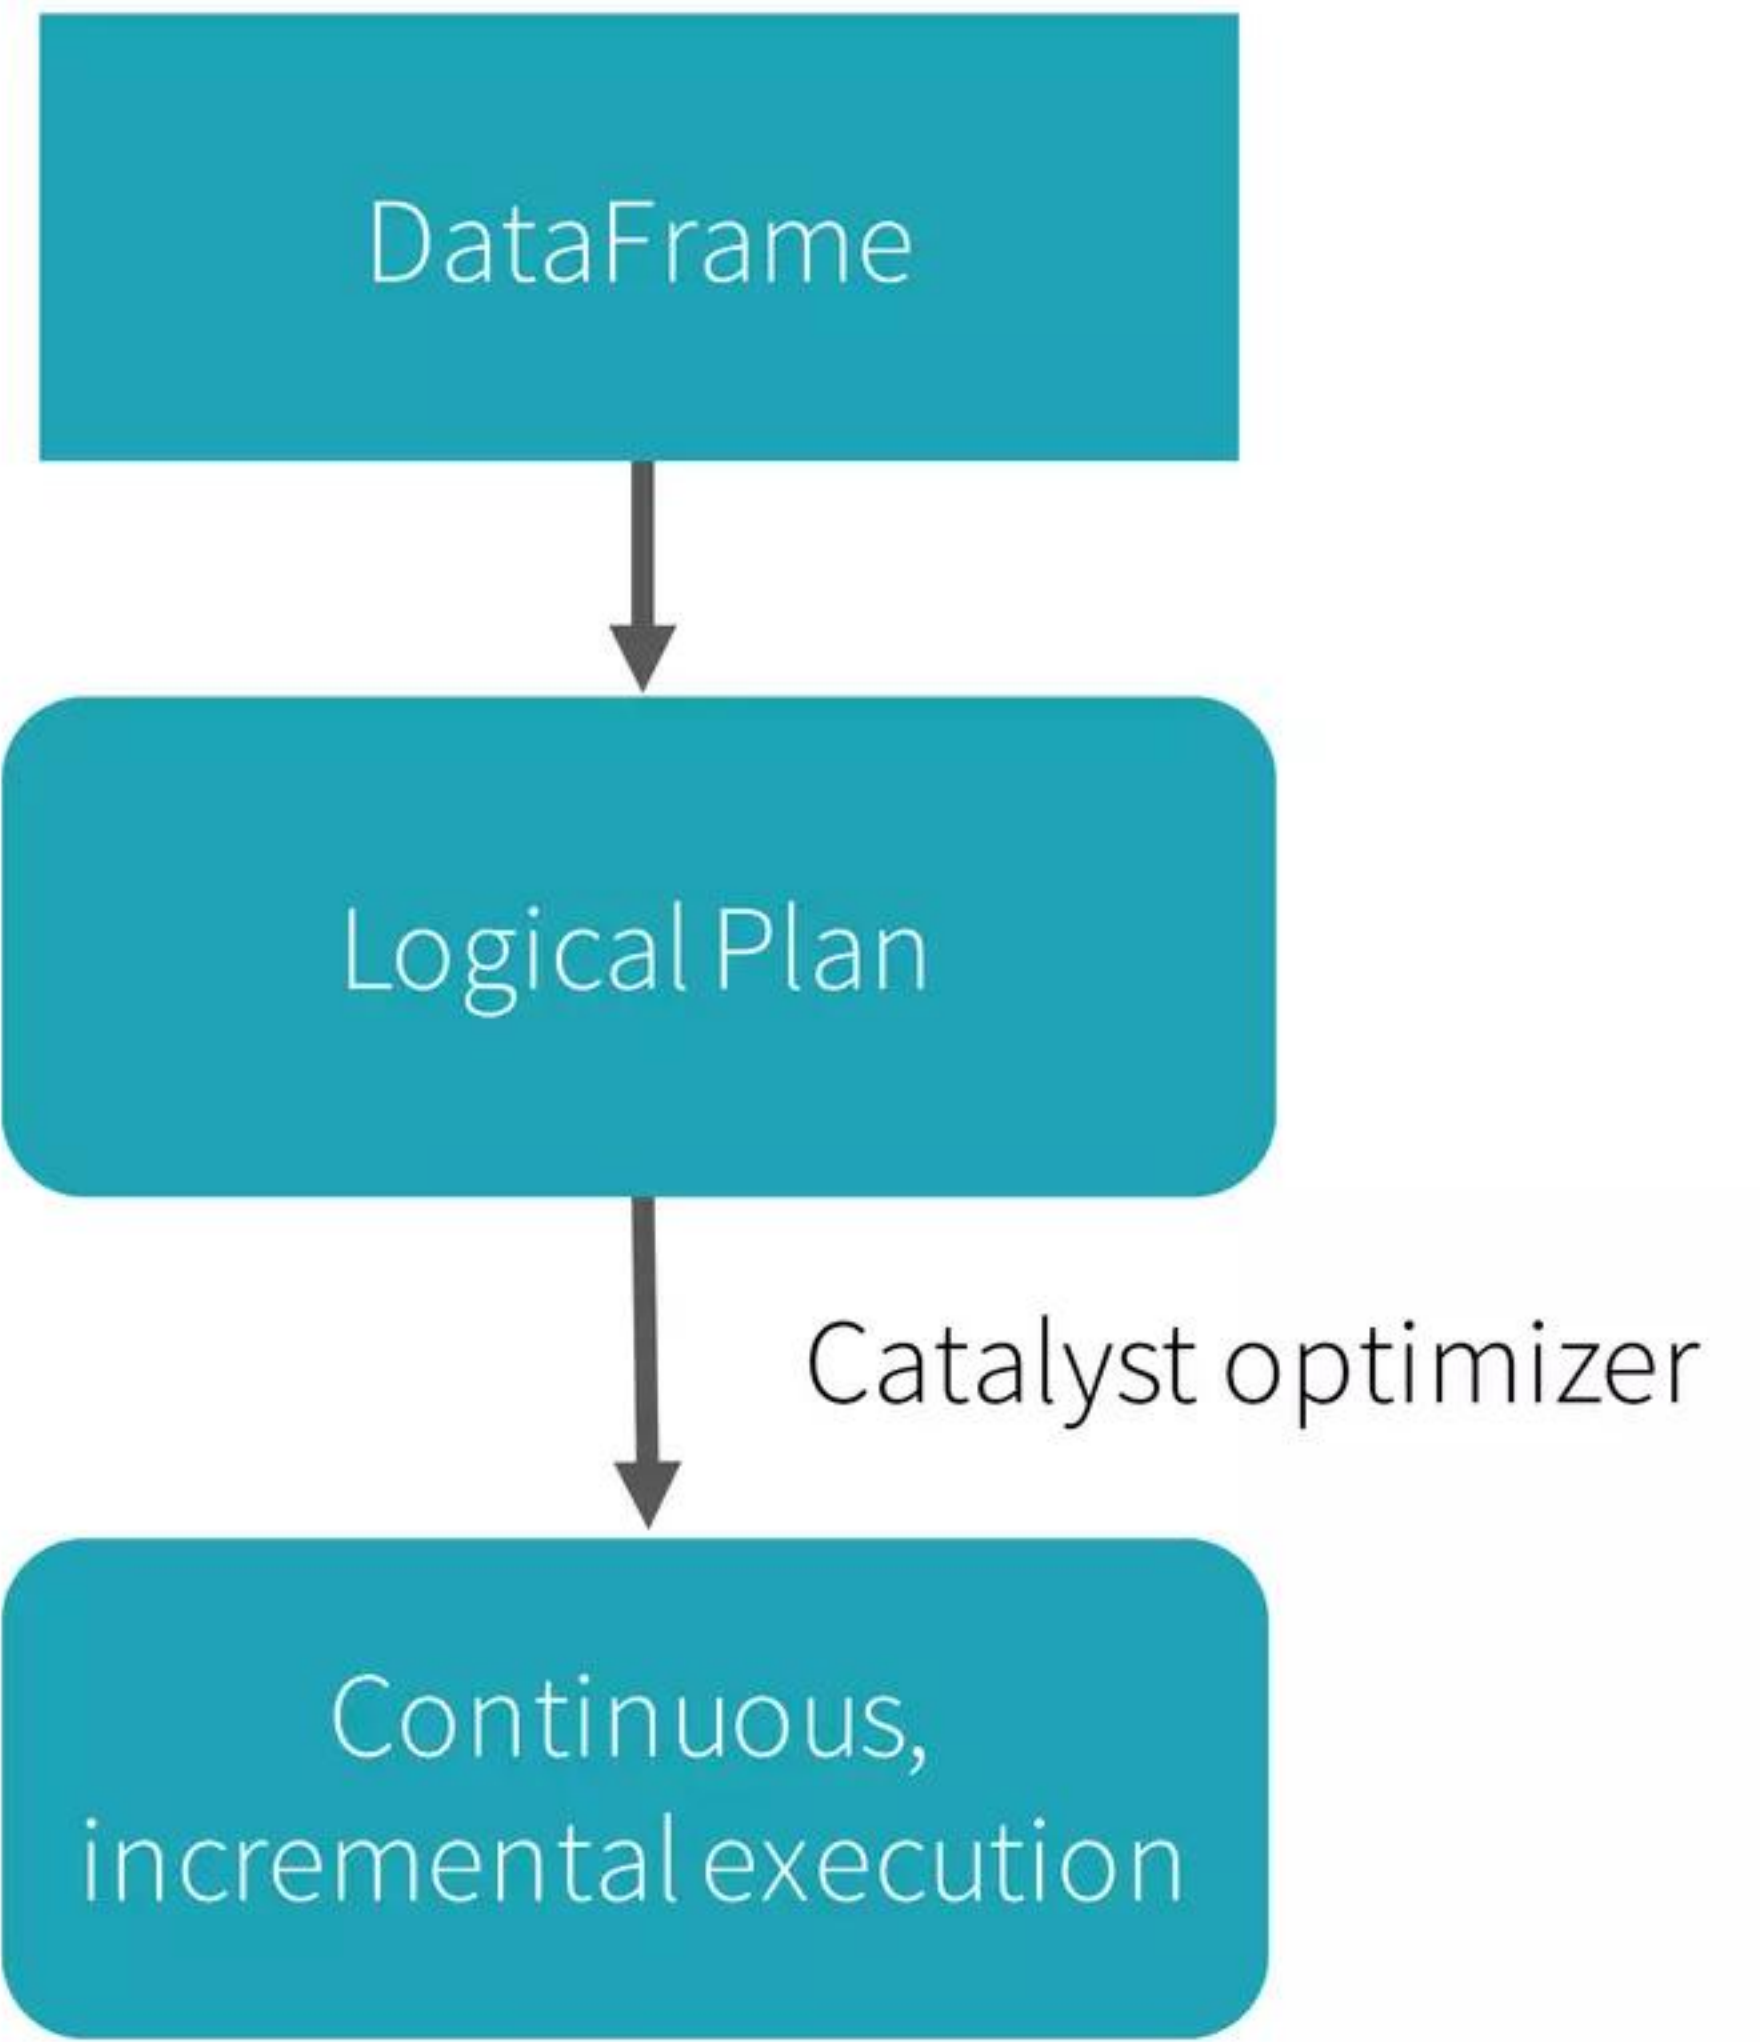 DataFrame
Logical Plan
Catalyst optimizer
Continuous,
incremental execution